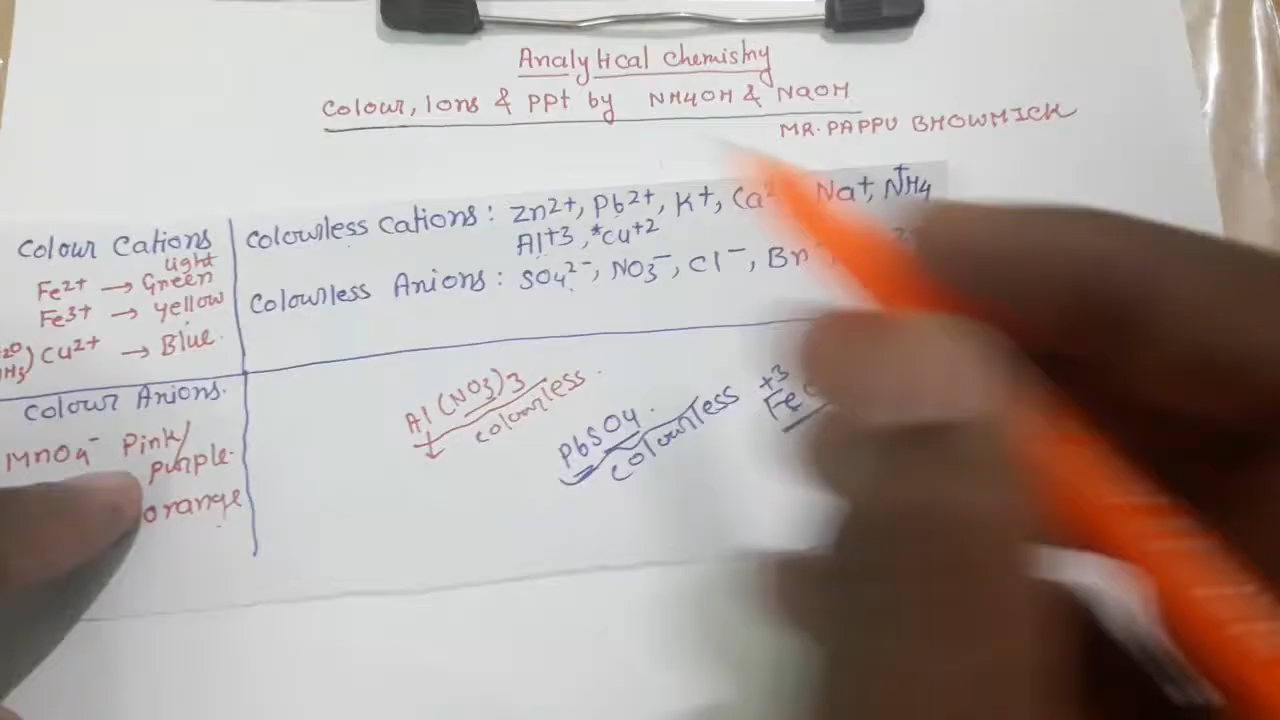 Analytical Chemistry
Colour, Ions & PPt by NH4OH & NaOH
MR. PAPPU BHOWMICK
Colour Cations
Fe2+ → light Green
Fe3+ → yellow
Cu2+ → Blue.
Colour Anions.
MnO4⁻ Pink/
purple.
orange
Colourless Cations: Zn2+, Pb2+, K+, Ca2 Na+, NH4+
Al+3, *Cu+2
Colourless Anions: SO4²⁻, NO3⁻, Cl⁻, Br
Al(NO3)3
colourless.
PbSO4.
colourless
+3
Fe